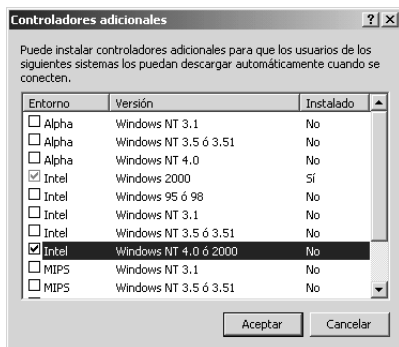 Controladores adicionales
Puede instalar controladores adicionales para que los usuarios de los
siguientes sistemas los puedan descargar automáticamente cuando se
conecten.
Entorno Versión Instalado
Alpha Windows NT 3.1 No
Alpha Windows NT 3.5 ó 3.51 No
Alpha Windows NT 4.0 No
Intel Windows 2000 Sí
Intel Windows 95 ó 98 No
Intel Windows NT 3.1 No
Intel Windows NT 3.5 ó 3.51 No
Intel Windows NT 4.0 ó 2000 No
MIPS Windows NT 3.1 No
MIPS Windows NT 3.5 ó 3.51 No
Aceptar Cancelar